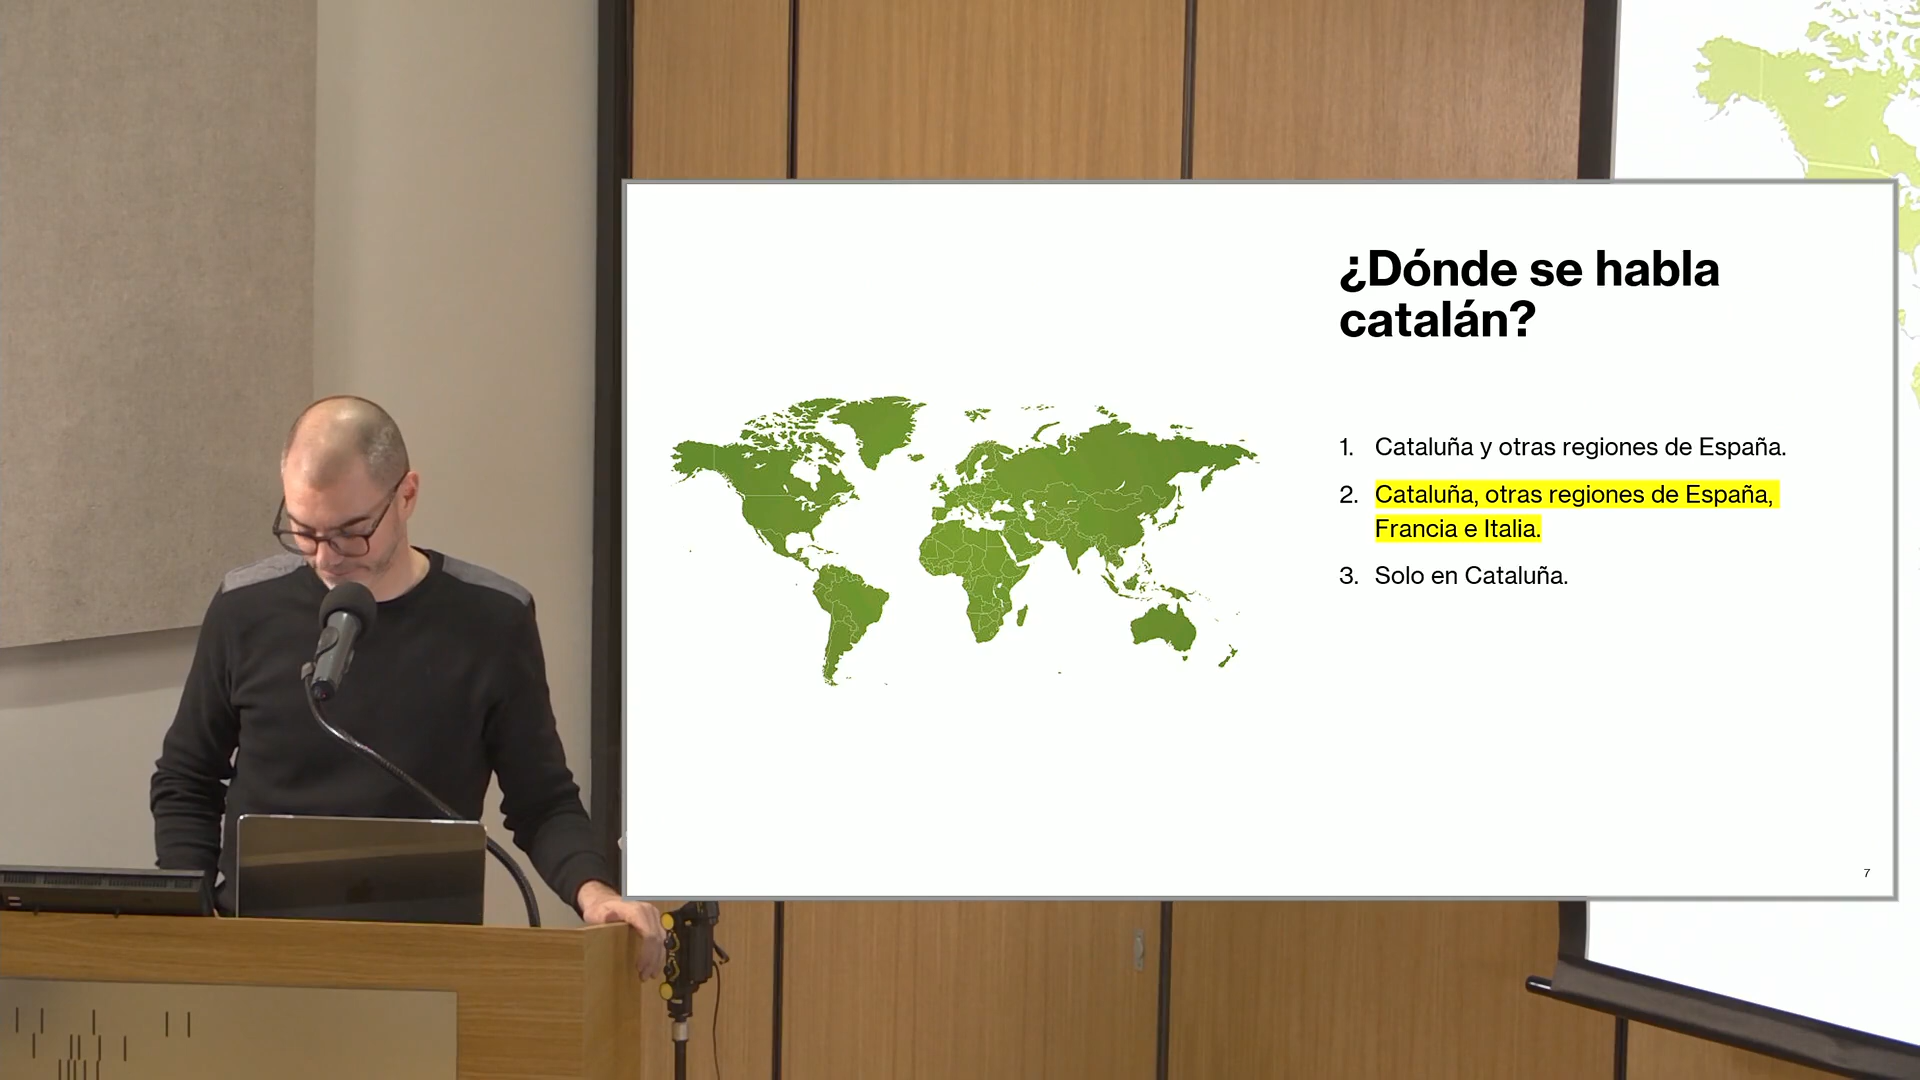 ¿Dónde se habla
catalán?
1. Cataluña y otras regiones de España.
2. Cataluña, otras regiones de España,
Francia e Italia.
3. Solo en Cataluña.
7